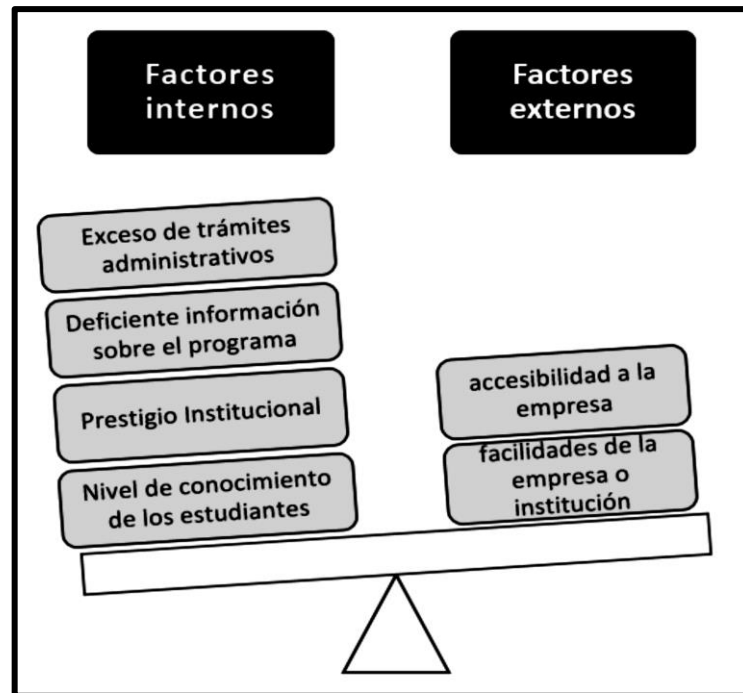 Factores
internos
Factores
externos
Exceso de trámites
administrativos
Deficiente información
sobre el programa
Prestigio Institucional
Nivel de conocimiento
de los estudiantes
accesibilidad a la
empresa
facilidades de la
empresa o
institución